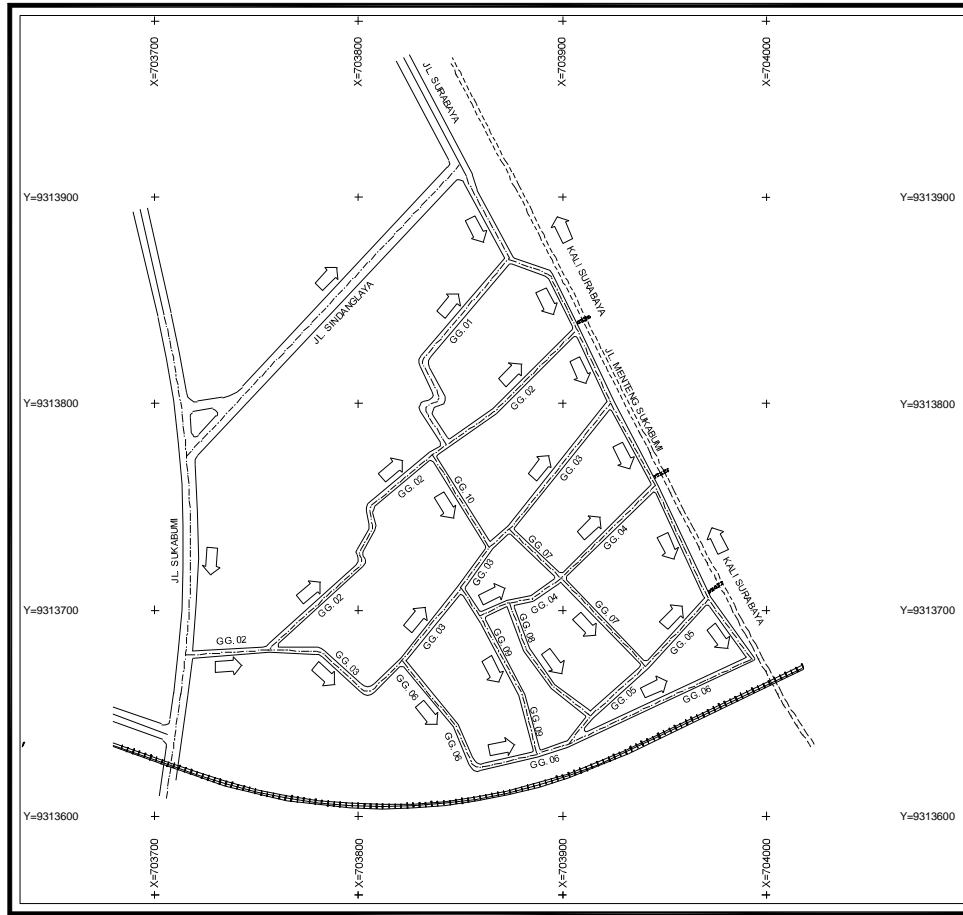 X=703700
X=703800
X=703900
X=704000
JL. SURABAYA
Y=9313900
Y=9313900
KALI SURABAYA
JL. SINDANGLAYA
GG. 01
JL. MENTENG SUKABUMI
Y=9313800
Y=9313800
GG. 02
GG. 03
GG. 02
GG. 10
JL. SUKABUMI
GG. 04
GG. 07
GG. 03
KALI SURABAYA
GG. 02
Y=9313700
Y=9313700
GG. 04
GG. 07
GG. 08
GG. 02
GG. 03
GG. 09
GG. 05
GG. 03
GG. 06
GG. 05
GG. 06
GG. 09
GG. 06
GG. 06
Y=9313600
Y=9313600
X=703700
X=703800
X=703900
X=704000